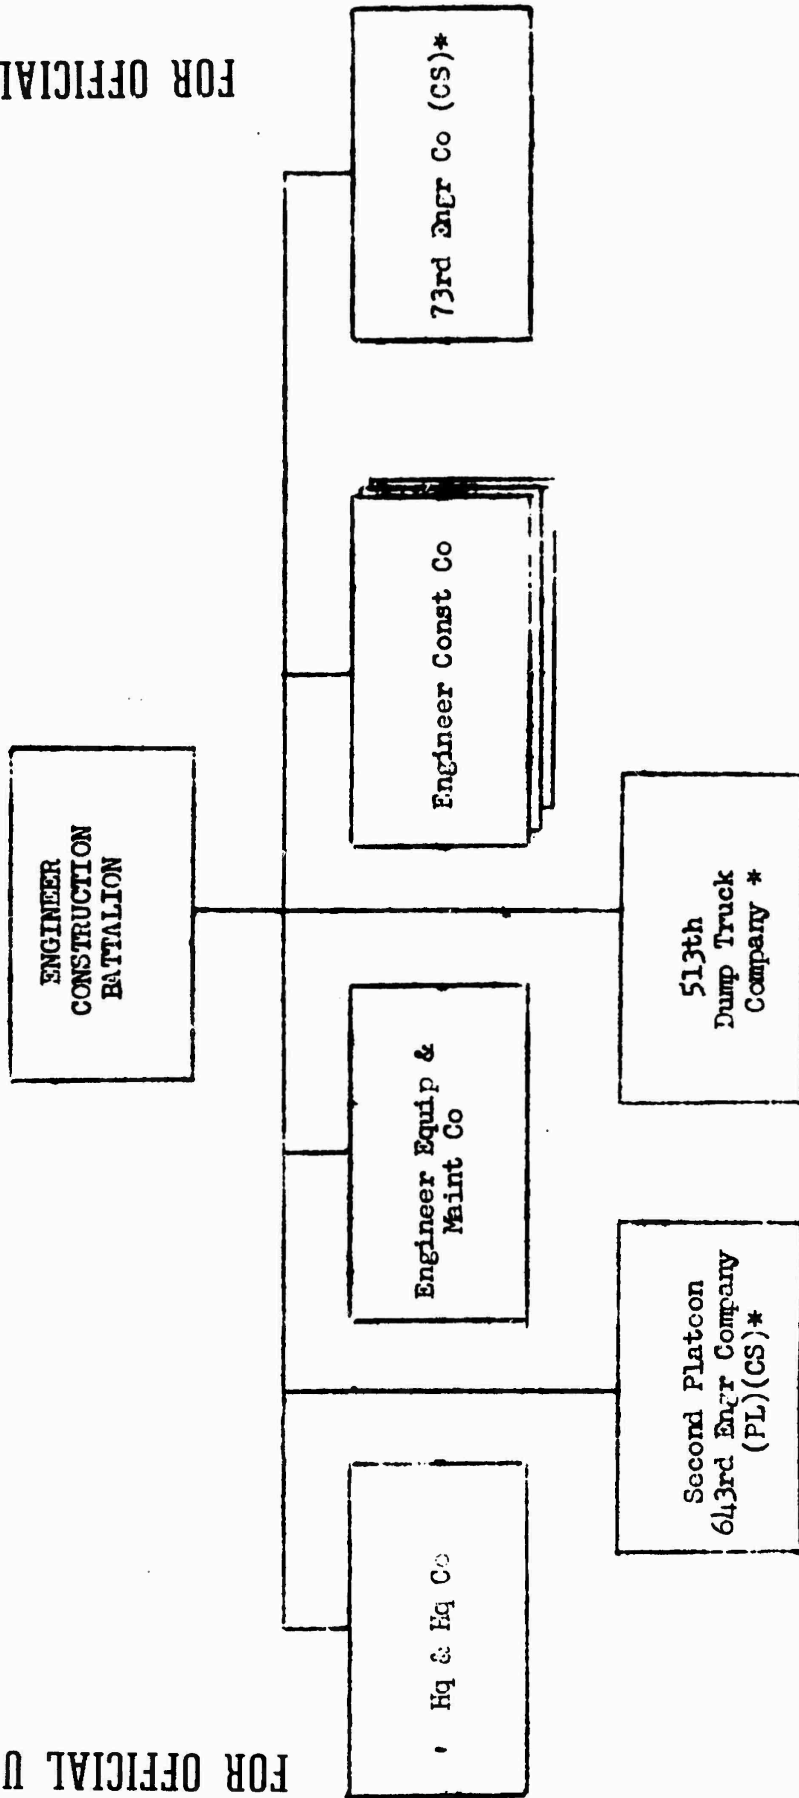 FOR OFFICIAL
FOR OFFICIAL U
ENGINEER
CONSTRUCTION
BATTALION
Hq & Hq Co
Engineer Equip &
Maint Co
Engineer Const Co
73rd Engr Co (CS)*
Second Platoon
643rd Engr Company
(PL)(CS)*
513th
Dump Truck
Company *